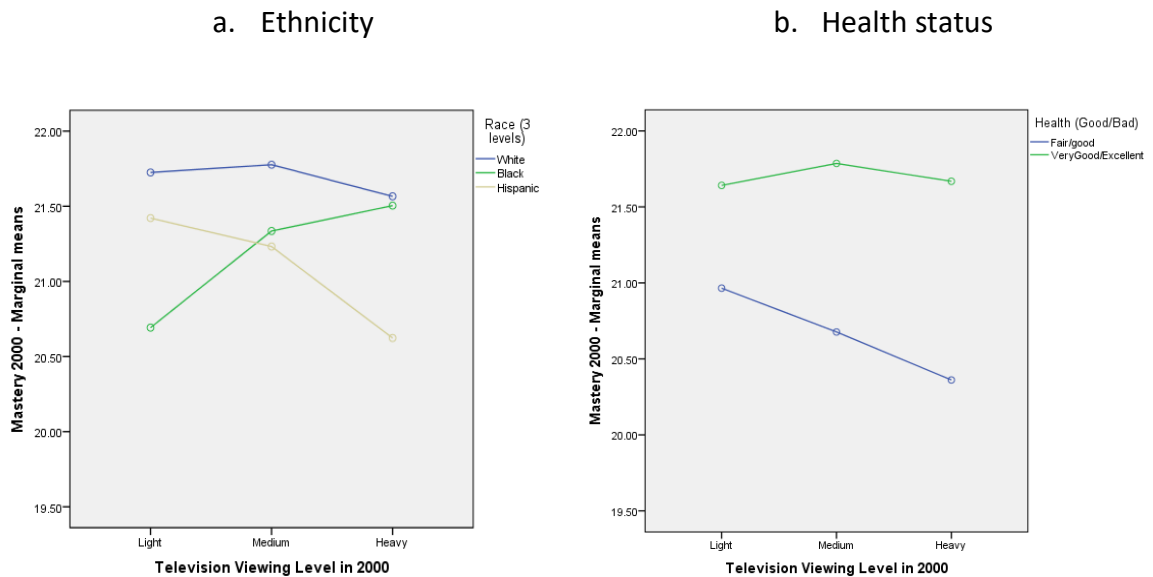 a. Ethnicity
22.00
21.50
21.00
20.50
20.00
19.50
Mastery 2000 - Marginal means
Light Medium Heavy
Television Viewing Level in 2000
Race (3
levels)
White
Black
Hispanic
b. Health status
22.00
21.50
21.00
20.50
20.00
19.50
Mastery 2000 - Marginal means
Light Medium Heavy
Television Viewing Level in 2000
Health (Good/Bad)
Fair/good
VeryGood/Excellent